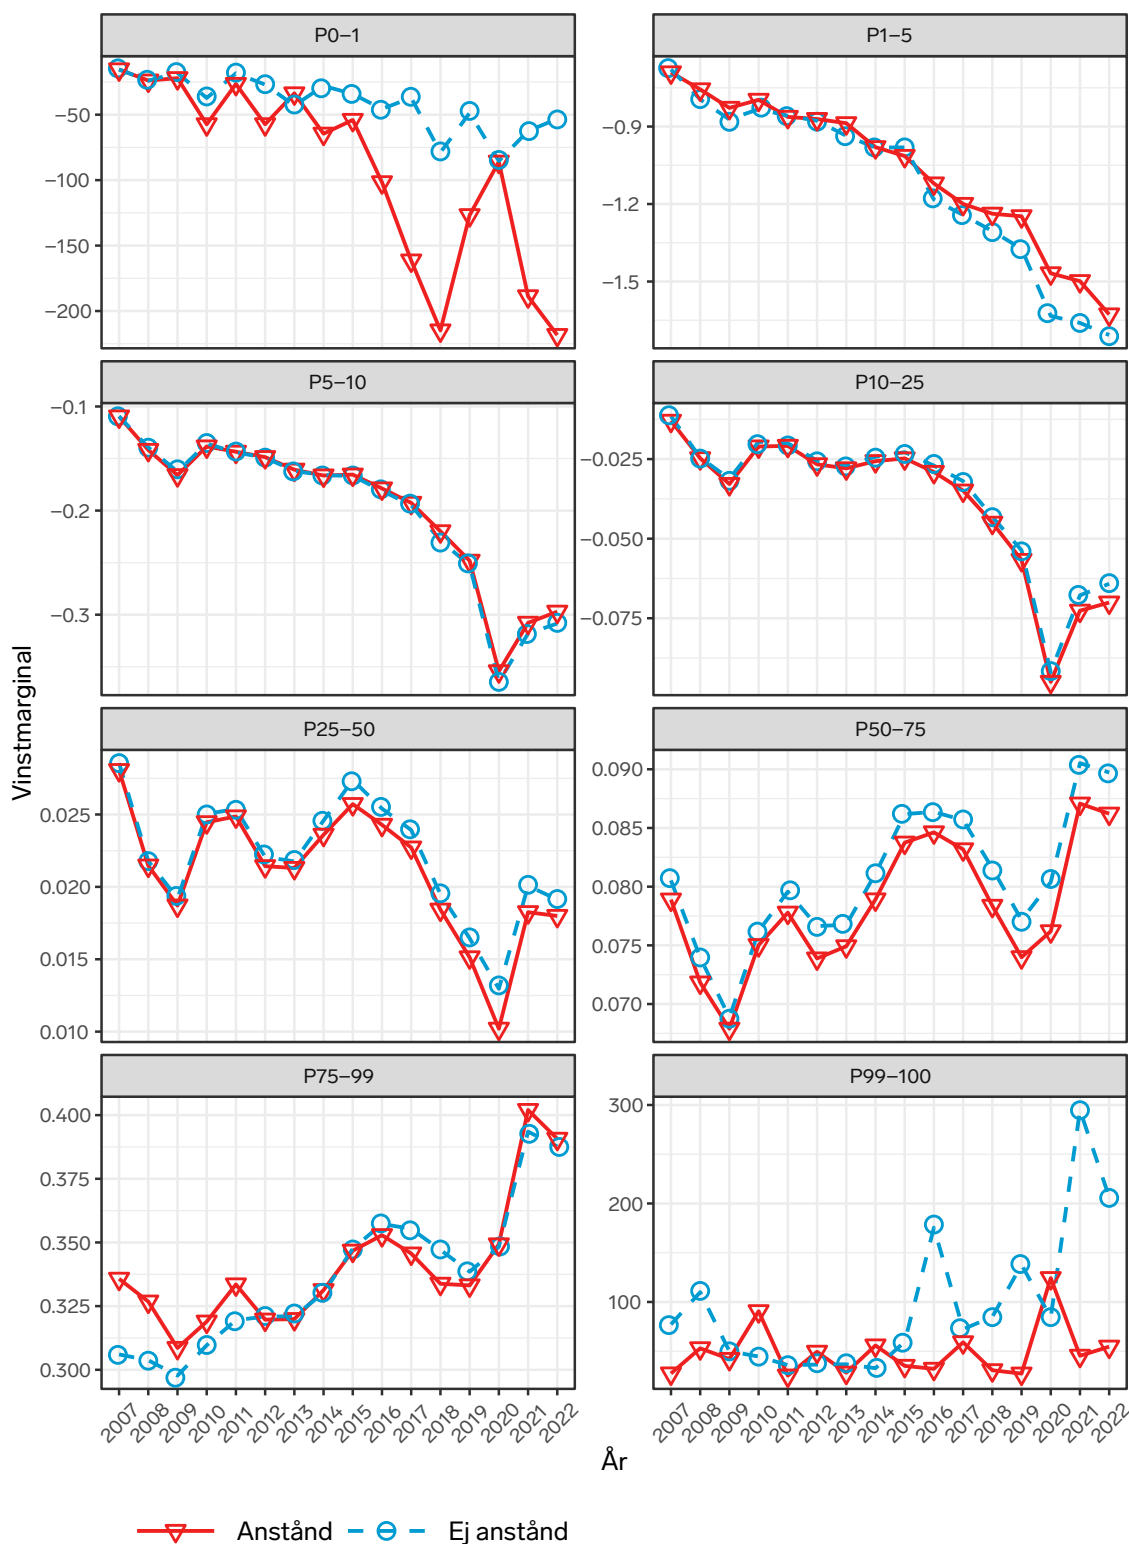 P0–1
P1–5
−50
−100
−150
−200
−0.9
−1.2
−1.5
P5–10
P10–25
−0.1
−0.2
−0.3
−0.025
−0.050
−0.075
Vinstmarginal
P25–50
P50–75
0.025
0.020
0.015
0.010
0.090
0.085
0.080
0.075
0.070
P75–99
P99–100
0.400
0.375
0.350
0.325
0.300
300
200
100
2007 2008 2009 2010 2011 2012 2013 2014 2015 2016 2017 2018 2019 2020 2021 2022
2007 2008 2009 2010 2011 2012 2013 2014 2015 2016 2017 2018 2019 2020 2021 2022
År
Anstånd Ej anstånd